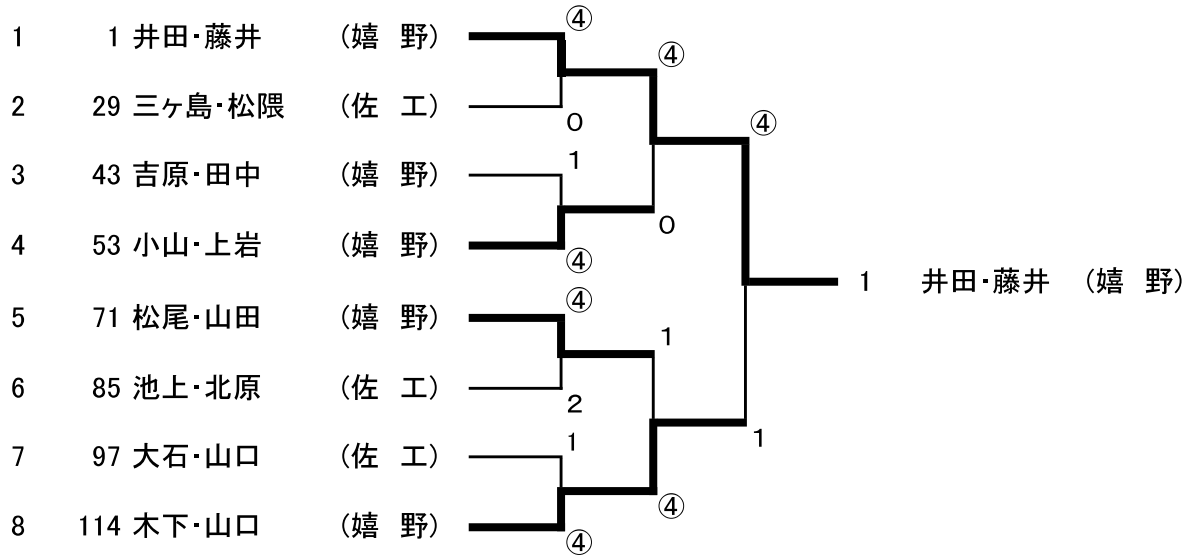 ④
1 1 井田・藤井 (嬉 野)
④
2 29 三ヶ島・松隈 (佐 工)
0
④
1
3 43 吉原・田中 (嬉 野)
0
4 53 小山・上岩 (嬉 野)
④
1 井田・藤井 (嬉 野)
④
5 71 松尾・山田 (嬉 野)
1
6 85 池上・北原 (佐 工)
2
1
1
7 97 大石・山口 (佐 工)
④
8 114 木下・山口 (嬉 野)
④